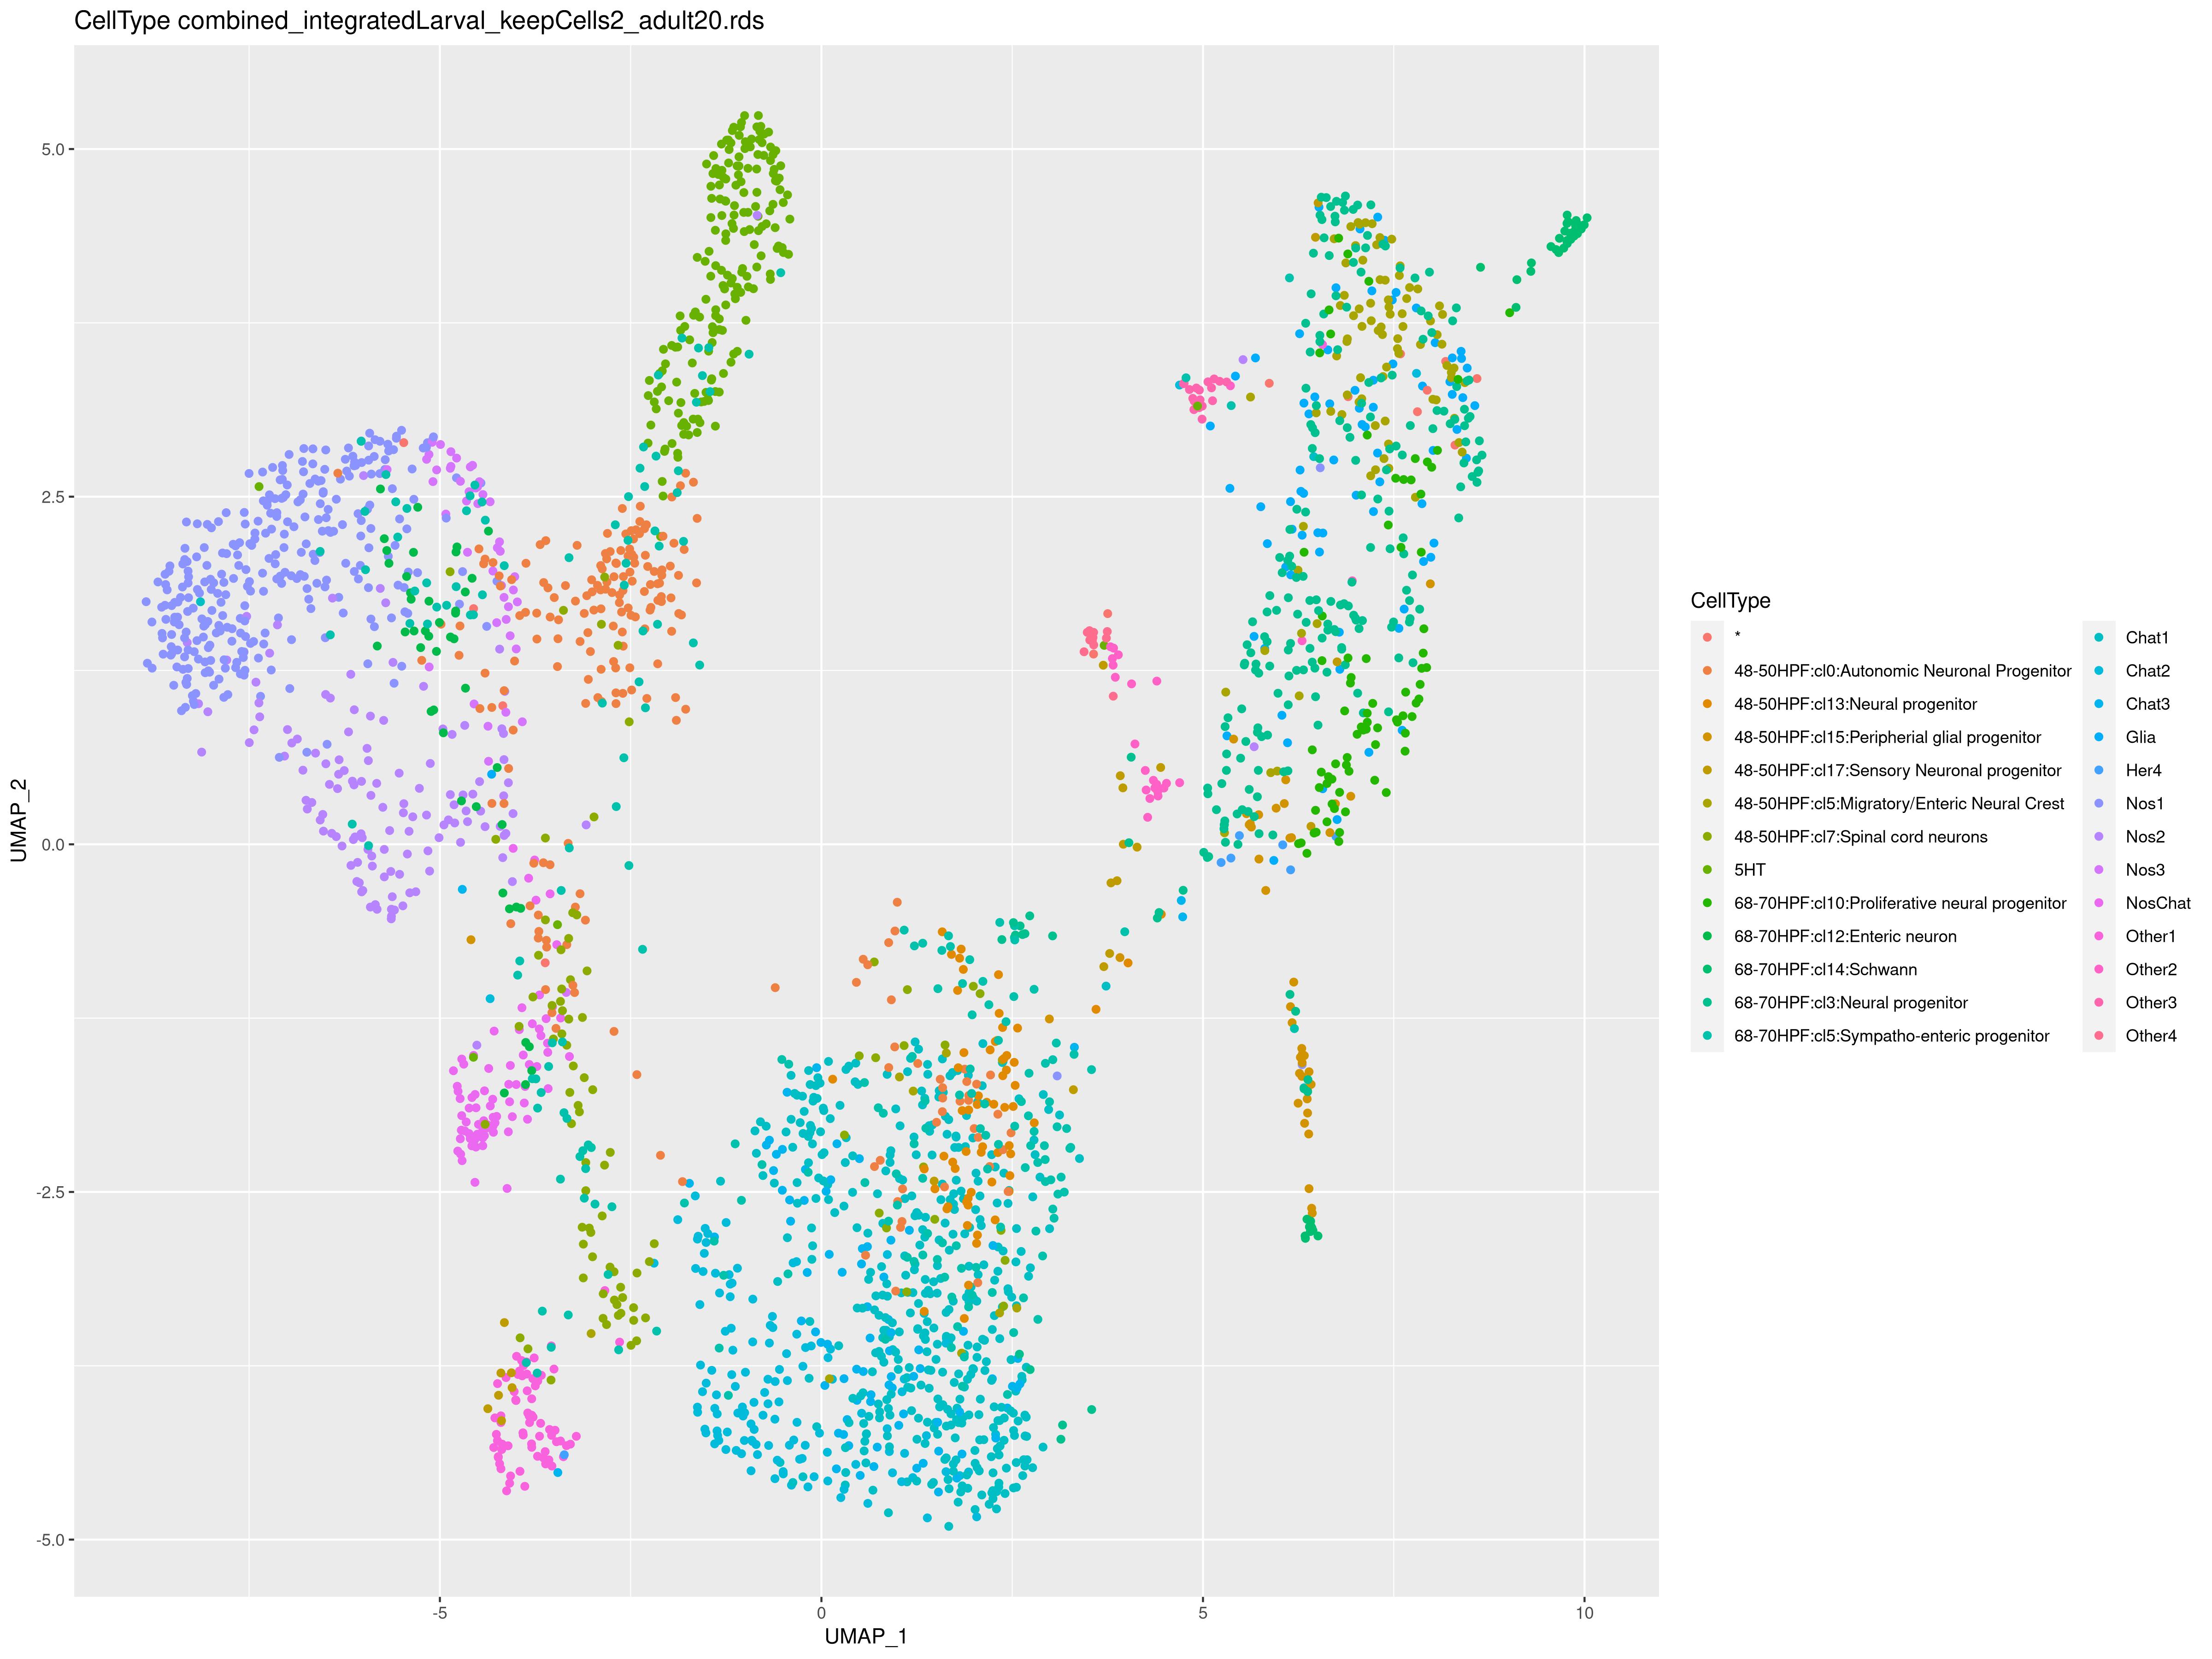 CellType combined_integratedLarval_keepCells2_adult20.rds
5.0
2.5
0.0
-2.5
-5.0
UMAP_2
-5
0
5
10
UMAP_1
CellType
*
48-50HPF:cl0:Autonomic Neuronal Progenitor
48-50HPF:cl13:Neural progenitor
48-50HPF:cl15:Peripherial glial progenitor
48-50HPF:cl17:Sensory Neuronal progenitor
48-50HPF:cl5:Migratory/Enteric Neural Crest
48-50HPF:cl7:Spinal cord neurons
5HT
68-70HPF:cl10:Proliferative neural progenitor
68-70HPF:cl12:Enteric neuron
68-70HPF:cl14:Schwann
68-70HPF:cl3:Neural progenitor
68-70HPF:cl5:Sympatho-enteric progenitor
Chat1
Chat2
Chat3
Glia
Her4
Nos1
Nos2
Nos3
NosChat
Other1
Other2
Other3
Other4